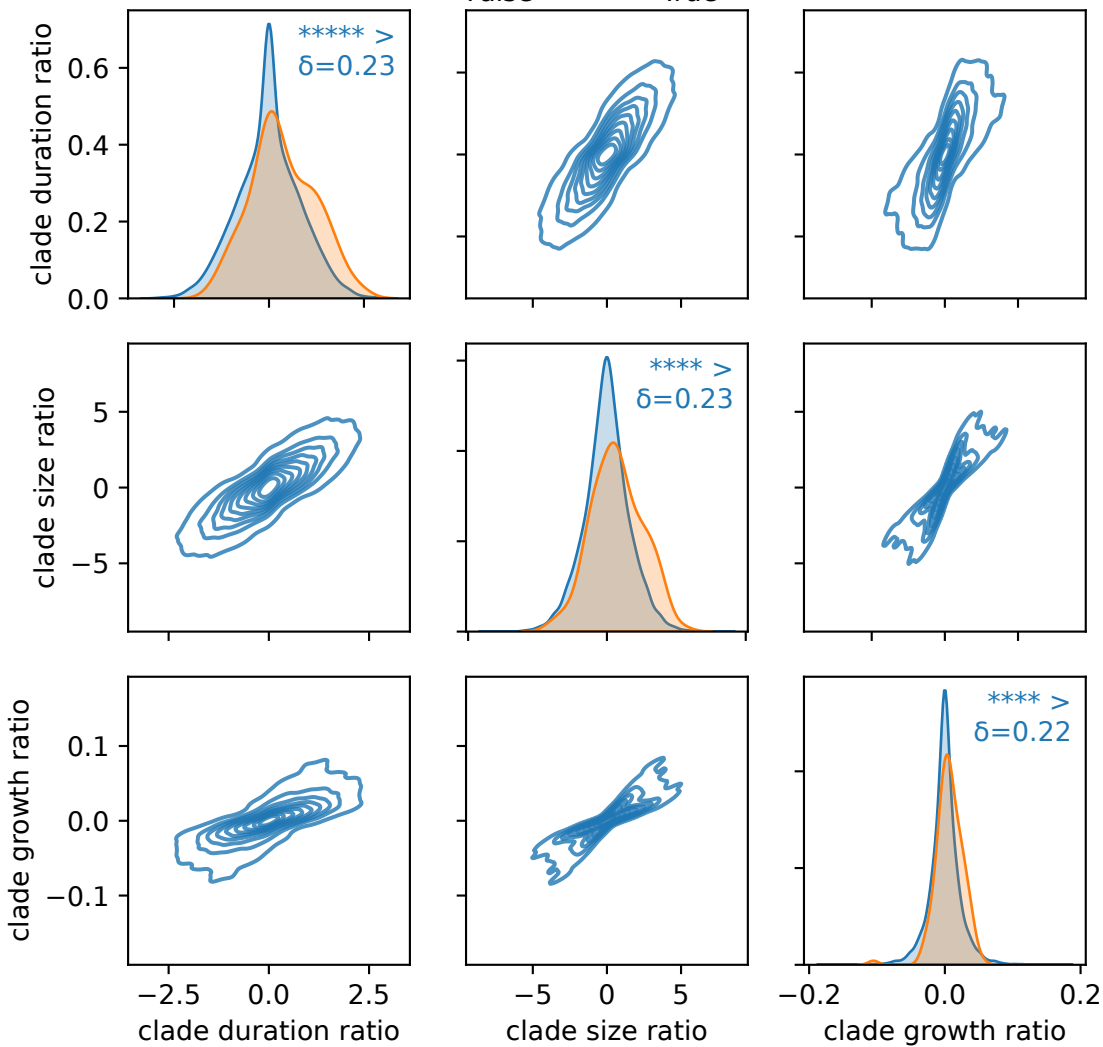 clade duration ratio
0.6
0.4
0.2
0.0
***** >
δ=0.23
clade size ratio
5
0
−5
**** >
δ=0.23
clade growth ratio
0.1
0.0
−0.1
**** >
δ=0.22
−2.5 0.0 2.5
−5 0 5
−0.2 0.0 0.2
clade duration ratio
clade size ratio
clade growth ratio